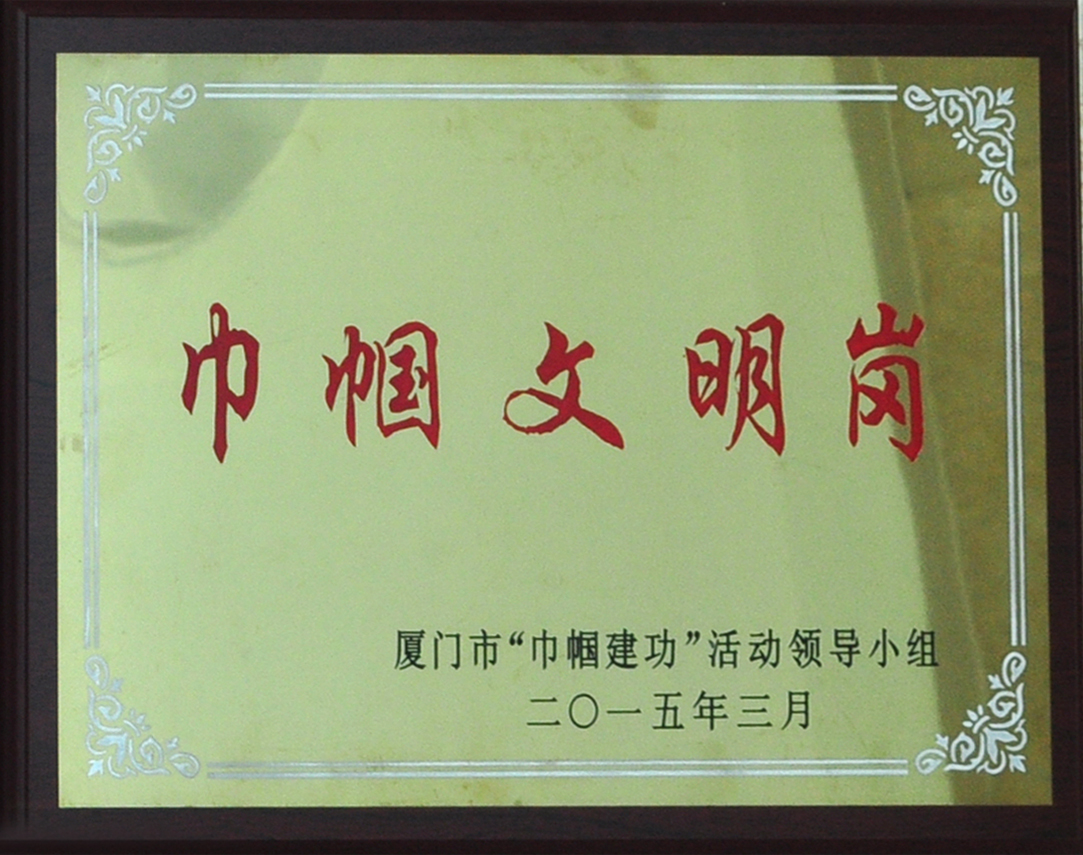 巾帼文明岗
厦门市“巾帼建功”活动领导小组
二〇一五年三月